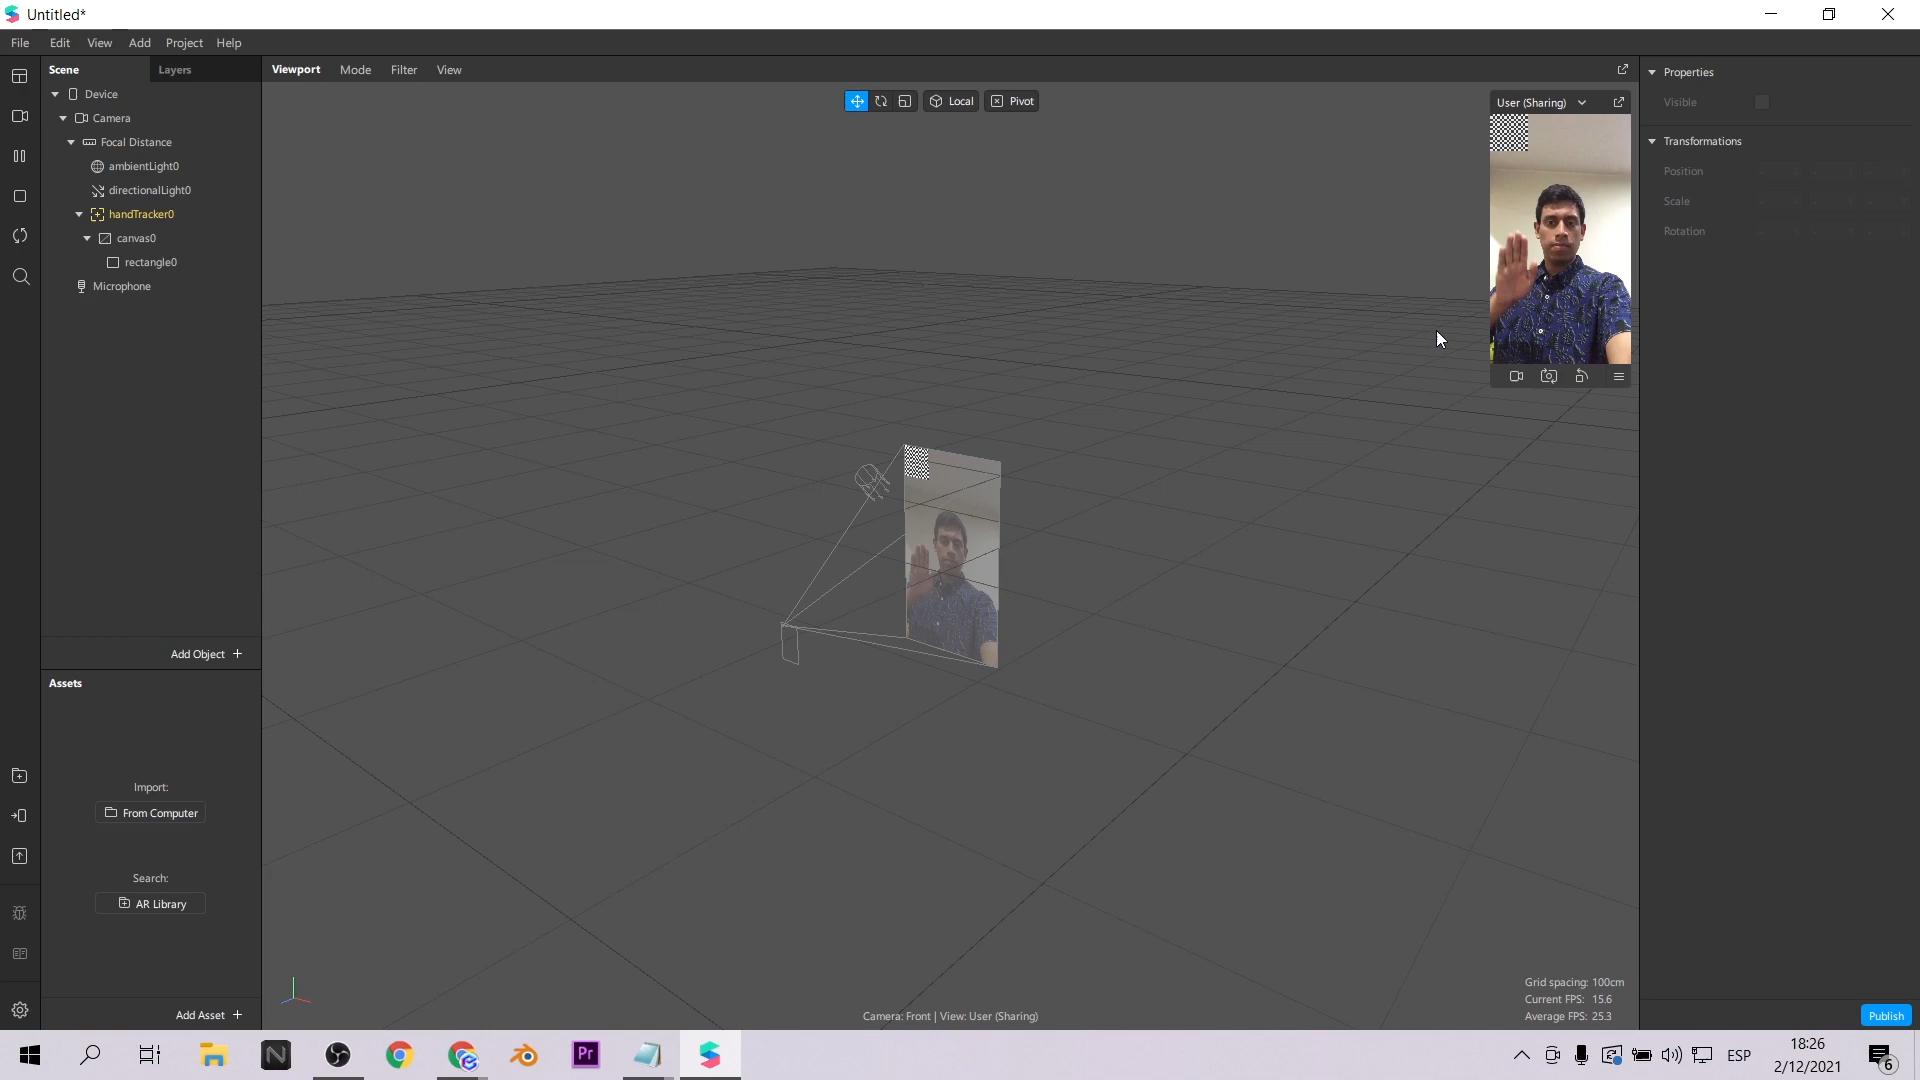 Untitled*
File Edit View Add Project Help
Scene Layers
Viewport Mode Filter View
Local Pivot
Device
Camera
Focal Distance
ambientLight0
directionalLight0
handTracker0
canvas0
rectangle0
Microphone
Add Object +
Assets
Import:
From Computer
Search:
AR Library
Add Asset +
User (Sharing)
Camera: Front | View: User (Sharing)
Grid spacing: 100cm
Current FPS: 15.6
Average FPS: 25.3
Properties
Visible
Transformations
Position
Scale
Rotation
Publish
N
Pr
ESP
18:26
2/12/2021
6